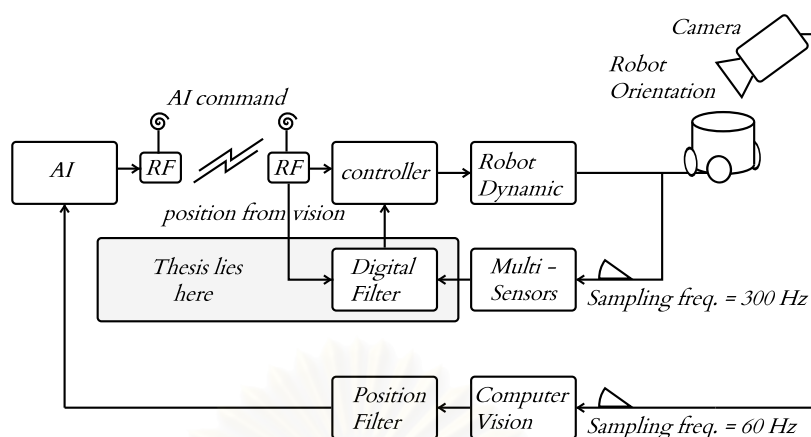 Camera
Robot
Orientation
AI command
AI
RF
RF
controller
Robot
Dynamic
position from vision
Thesis lies
here
Digital
Filter
Multi -
Sensors
Sampling freq. = 300 Hz
Position
Filter
Computer
Vision
Sampling freq. = 60 Hz